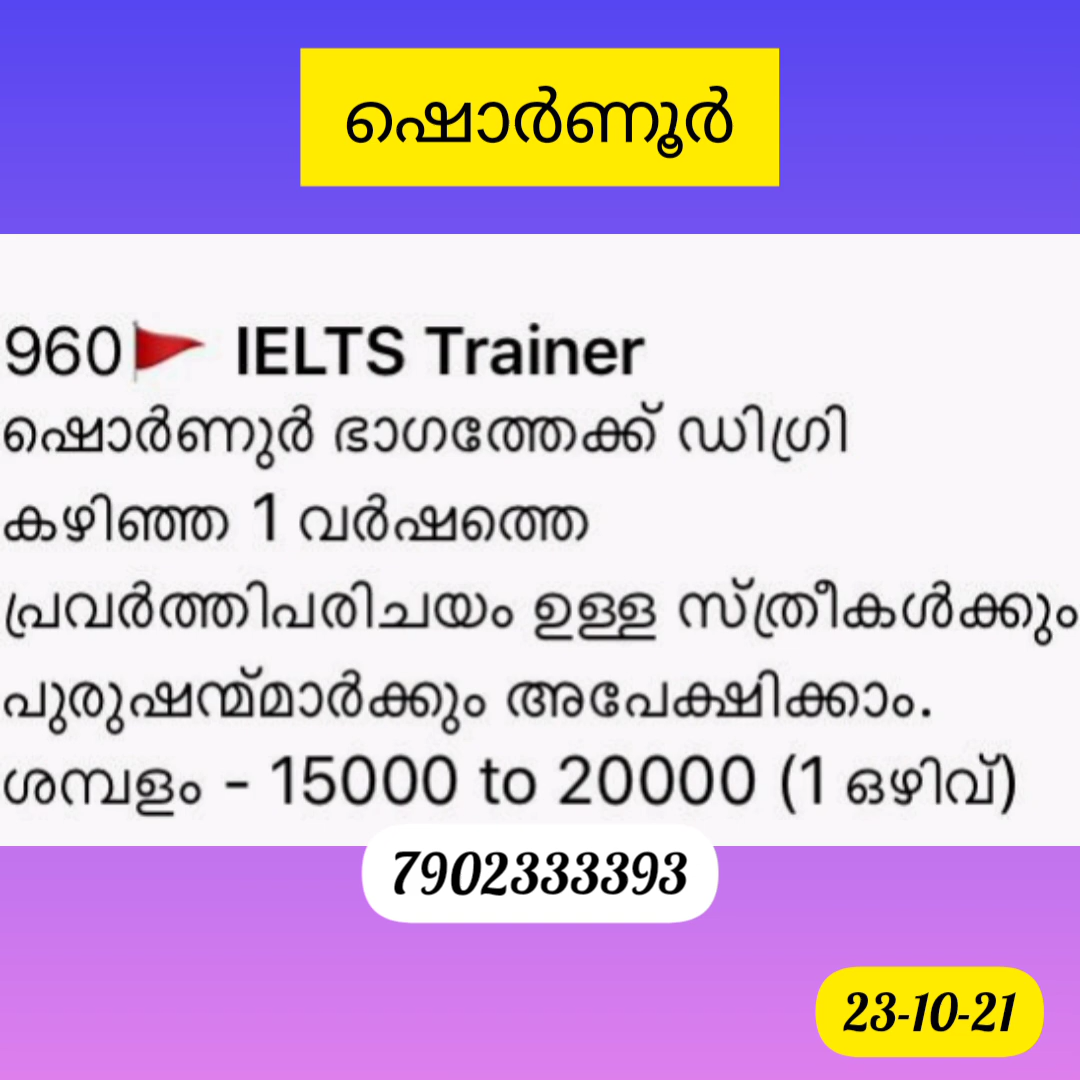 ഷൊർണൂർ
960🚩 IELTS Trainer
ഷൊർണുർ ഭാഗത്തേക്ക് ഡിഗ്രി
കഴിഞ്ഞ 1 വർഷത്തെ
പ്രവർത്തിപരിചയം ഉള്ള സ്ത്രീകൾക്കും
പുരുഷന്മ്മാർക്കും അപേക്ഷിക്കാം.
ശമ്പളം - 15000 to 20000 (1 ഒഴിവ്)
7902333393
23-10-21